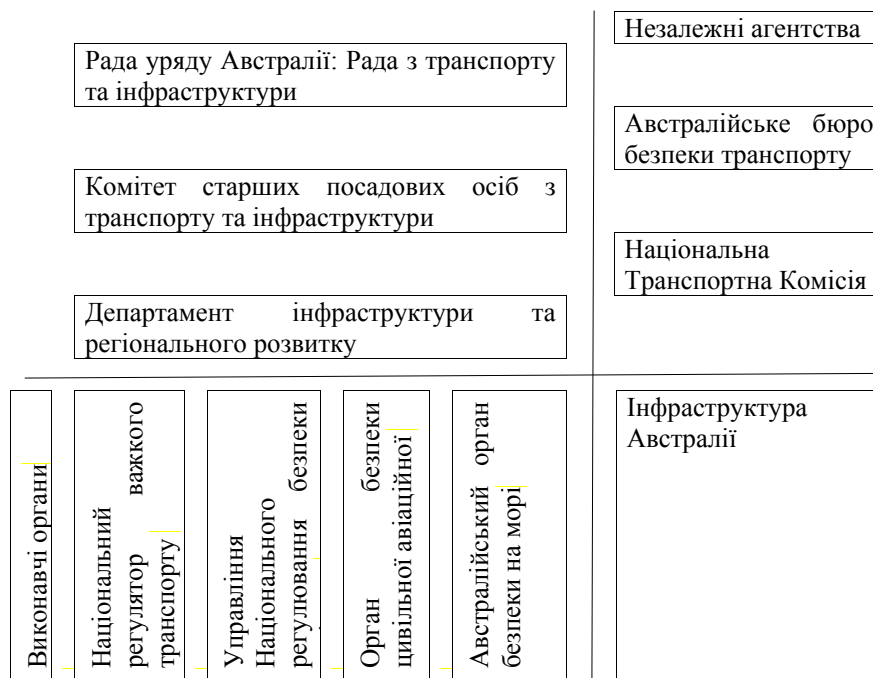 Незалежні агентства
Рада уряду Австралії: Рада з транспорту
та інфраструктури
Австралійське бюро
безпеки транспорту
Комітет старших посадових осіб з
транспорту та інфраструктури
Національна
Транспортна Комісія
Департамент інфраструктури та
регіонального розвитку
Виконавчі органи
Національний важкого
регулятор
транспорту
Управління
Національного
регулювання безпеки
Орган безпеки
цивільної авіаційної
Австралійський орган
безпеки на морі
Інфраструктура
Австралії